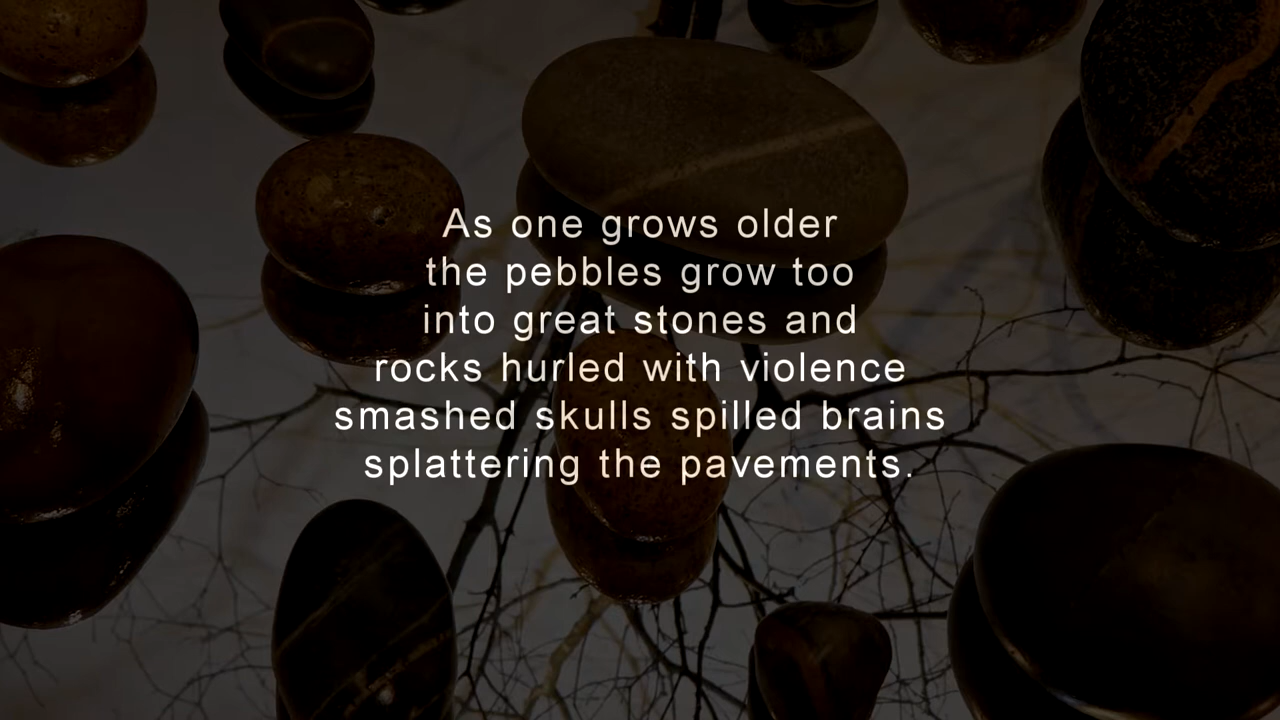 As one grows older
the pebbles grow too
into great stones and
rocks hurled with violence
smashed skulls spilled brains
splattering the pavements.